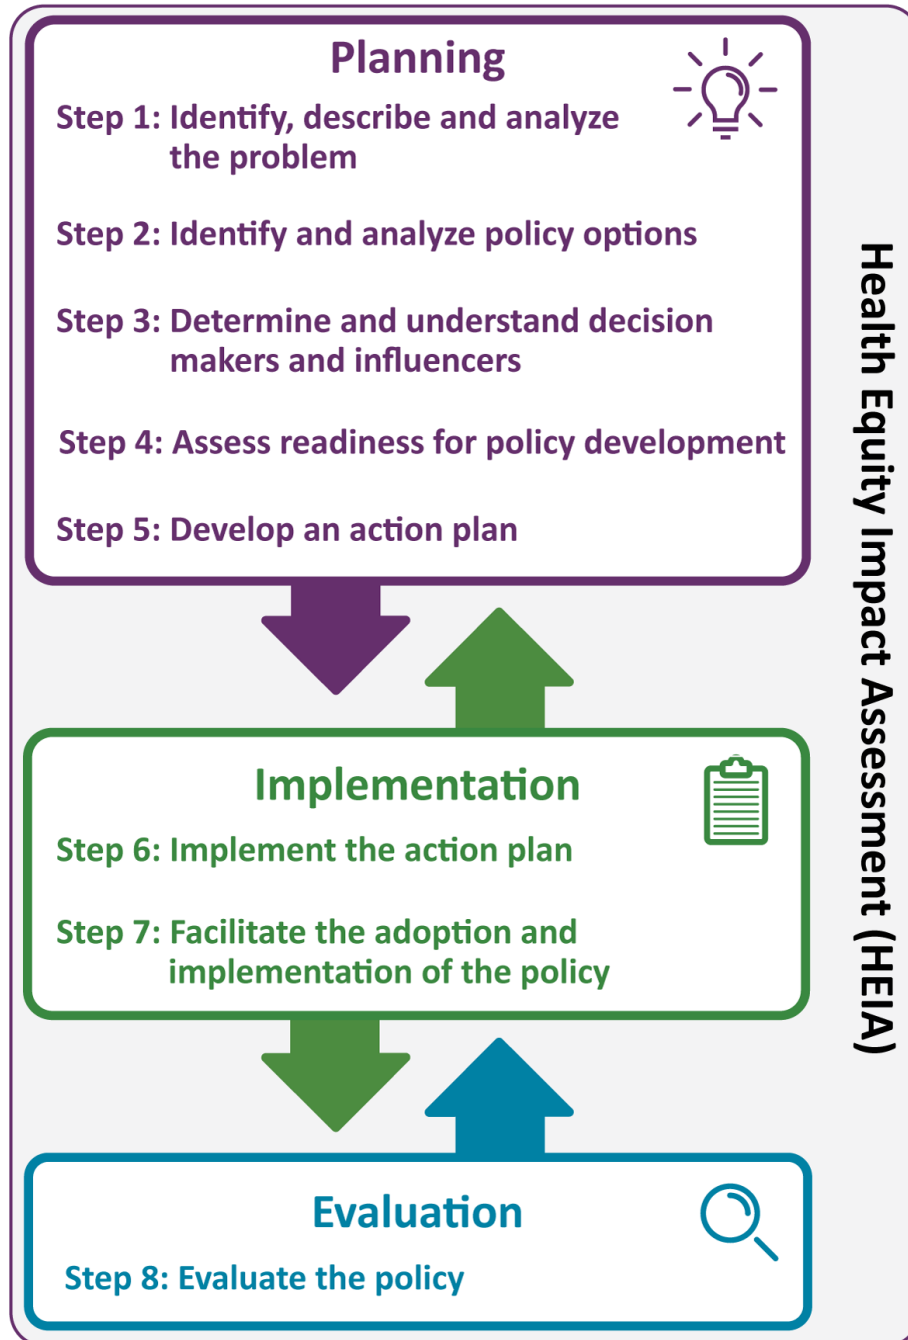 Planning
Step 1: Identify, describe and analyze
the problem
Step 2: Identify and analyze policy options
Step 3: Determine and understand decision
makers and influencers
Step 4: Assess readiness for policy development
Step 5: Develop an action plan
Implementation
Step 6: Implement the action plan
Step 7: Facilitate the adoption and
implementation of the policy
Evaluation
Step 8: Evaluate the policy
Health Equity Impact Assessment (HEIA)